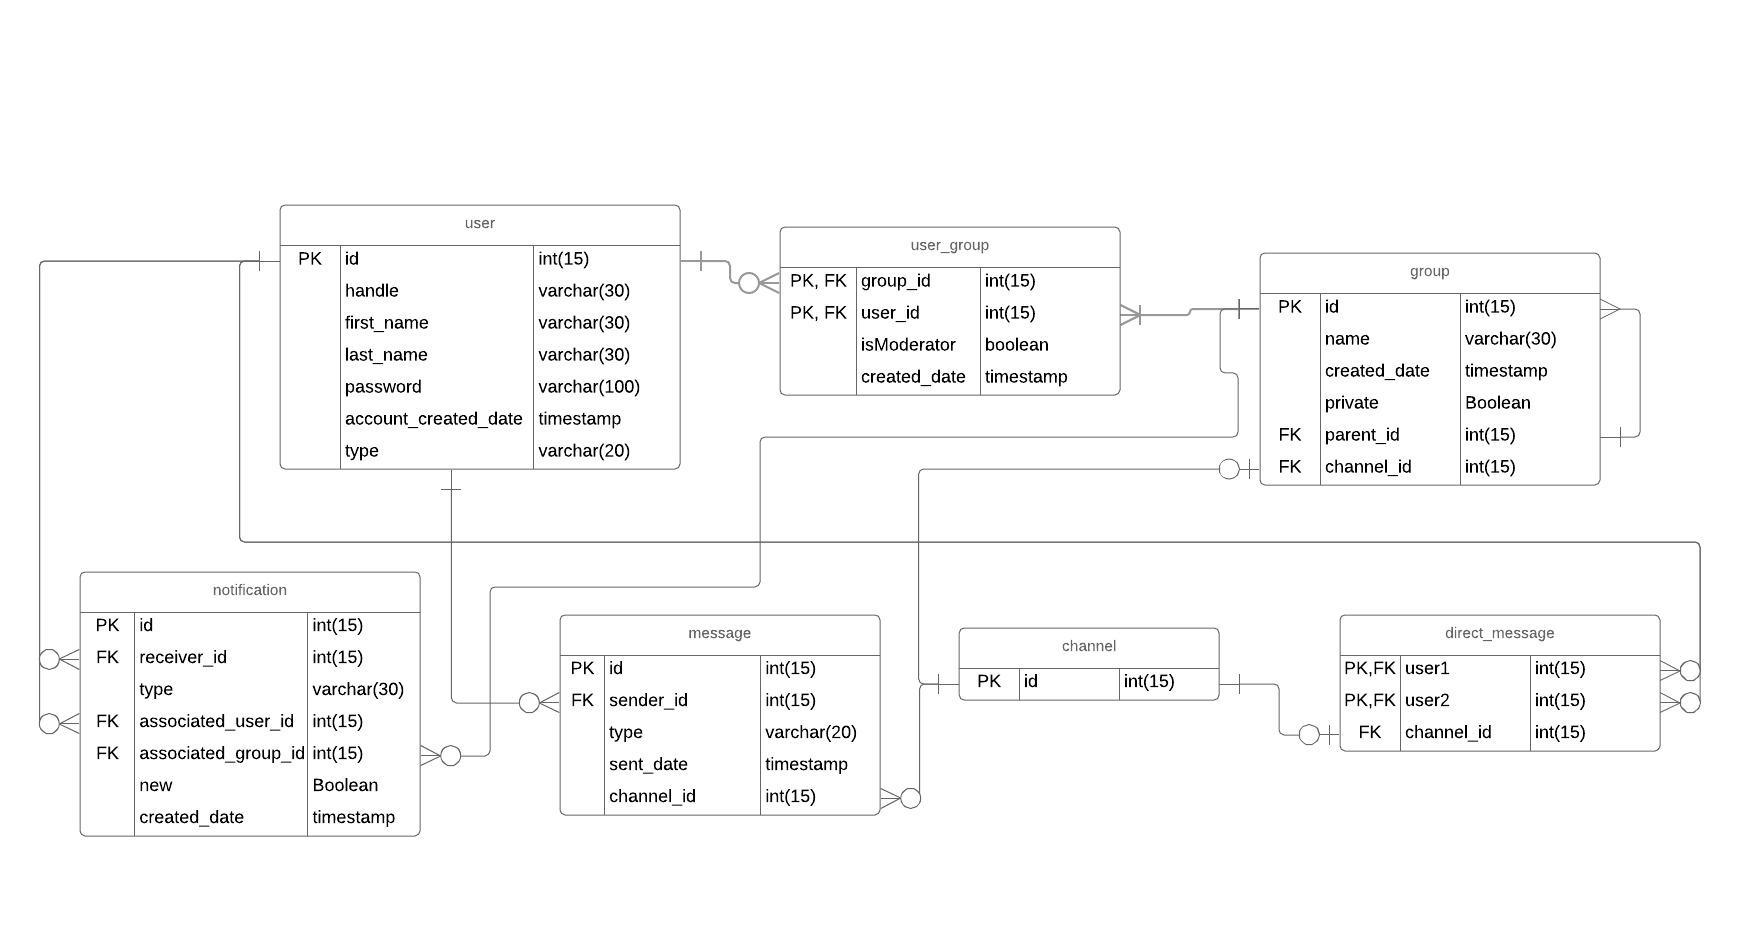 user
PK id int(15)
handle varchar(30)
first_name varchar(30)
last_name varchar(30)
password varchar(100)
account_created_date timestamp
type varchar(20)
user_group
PK, FK group_id int(15)
PK, FK user_id int(15)
isModerator boolean
created_date timestamp
group
PK id int(15)
name varchar(30)
created_date timestamp
private Boolean
FK parent_id int(15)
FK channel_id int(15)
notification
PK id int(15)
FK receiver_id int(15)
type varchar(30)
FK associated_user_id int(15)
FK associated_group_id int(15)
new Boolean
created_date timestamp
message
PK id int(15)
FK sender_id int(15)
type varchar(20)
sent_date timestamp
channel_id int(15)
channel
PK id int(15)
direct_message
PK,FK user1 int(15)
PK,FK user2 int(15)
FK channel_id int(15)